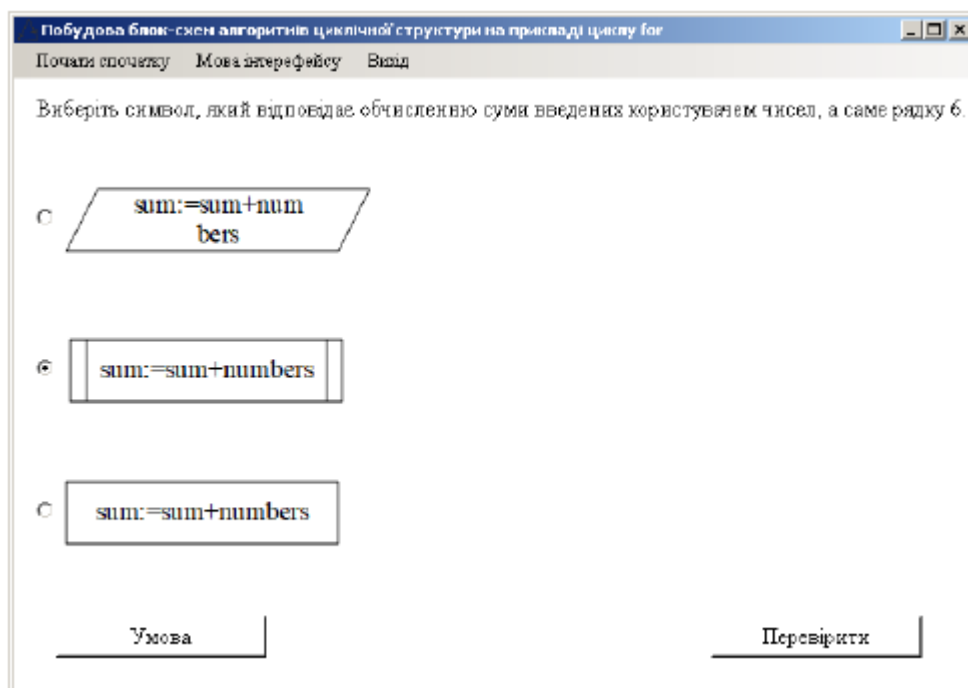 Побудова блок-схем алгоритмів циклічної структури на прикладі циклу for
Почати спочатку Мова інтерефейсу Вихід
Виберіть символ, який відповідає обчисленню суми введених користувачем чисел, а саме рядку 6.
sum:=sum+num
bers
sum:=sum+numbers
sum:=sum+numbers
Умова Перевірити